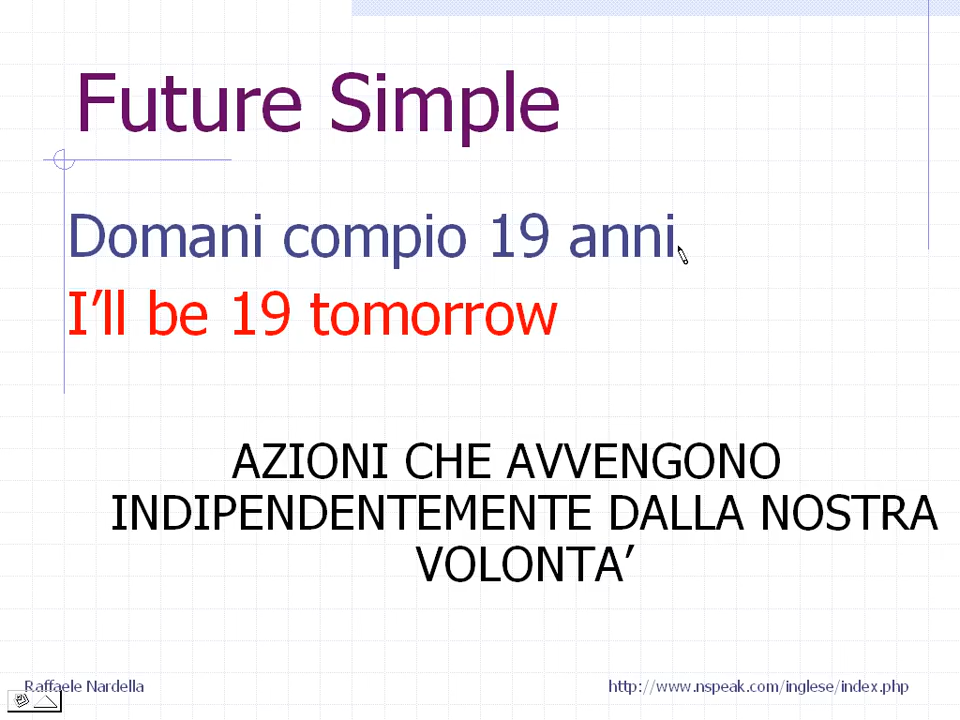 Future Simple
Domani compio 19 anni
I’ll be 19 tomorrow
AZIONI CHE AVVENGONO
INDIPENDENTEMENTE DALLA NOSTRA
VOLONTA’
Raffaele Nardella
http://www.nspeak.com/inglese/index.php